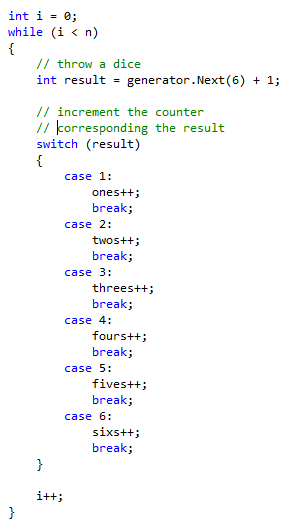 int i = 0;
while (i < n)
{
    // throw a dice
    int result = generator.Next(6) + 1;

    // increment the counter
    // corresponding the result
    switch (result)
    {
        case 1:
            ones++;
            break;
        case 2:
            twos++;
            break;
        case 3:
            threes++;
            break;
        case 4:
            fours++;
            break;
        case 5:
            fives++;
            break;
        case 6:
            sixs++;
            break;
    }

    i++;
}